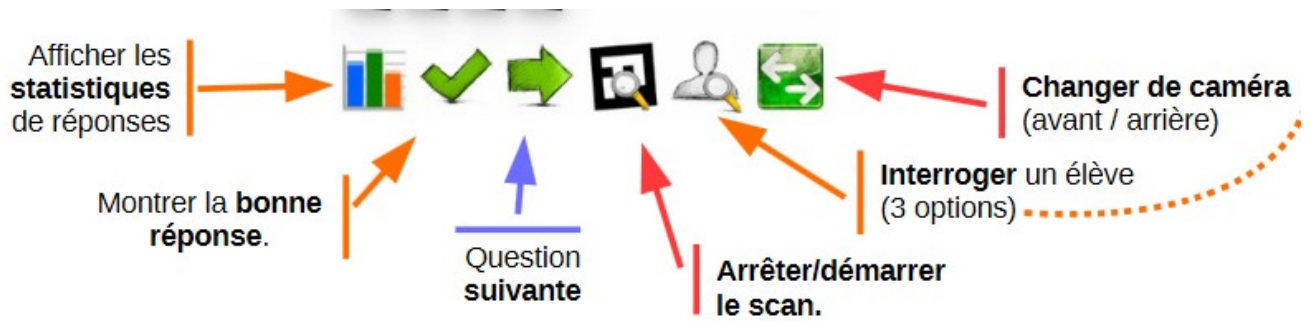 Afficher les
statistiques
de réponses
Montrer la bonne
réponse.
Question
suivante
Arrêter/démarrer
le scan.
Interroger un élève
(3 options)
Changer de caméra
(avant / arrière)